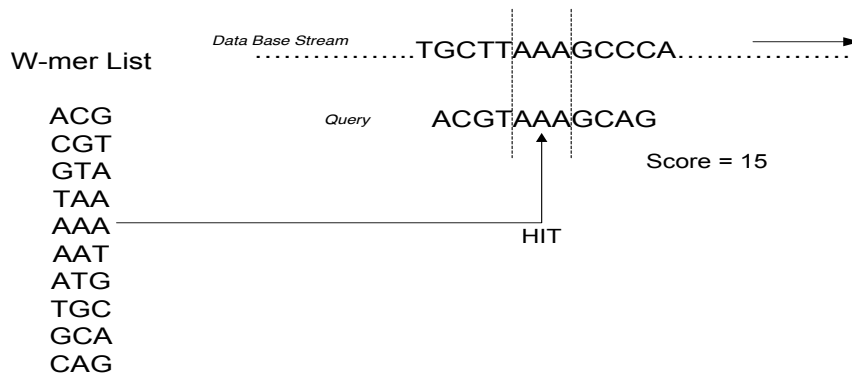 Data Base Stream
.................TGCTTAAAGCCCA..................
W-mer List
Query
ACGTAAAGCAG
Score = 15
HIT
ACG
CGT
GTA
TAA
AAA
AAT
ATG
TGC
GCA
CAG